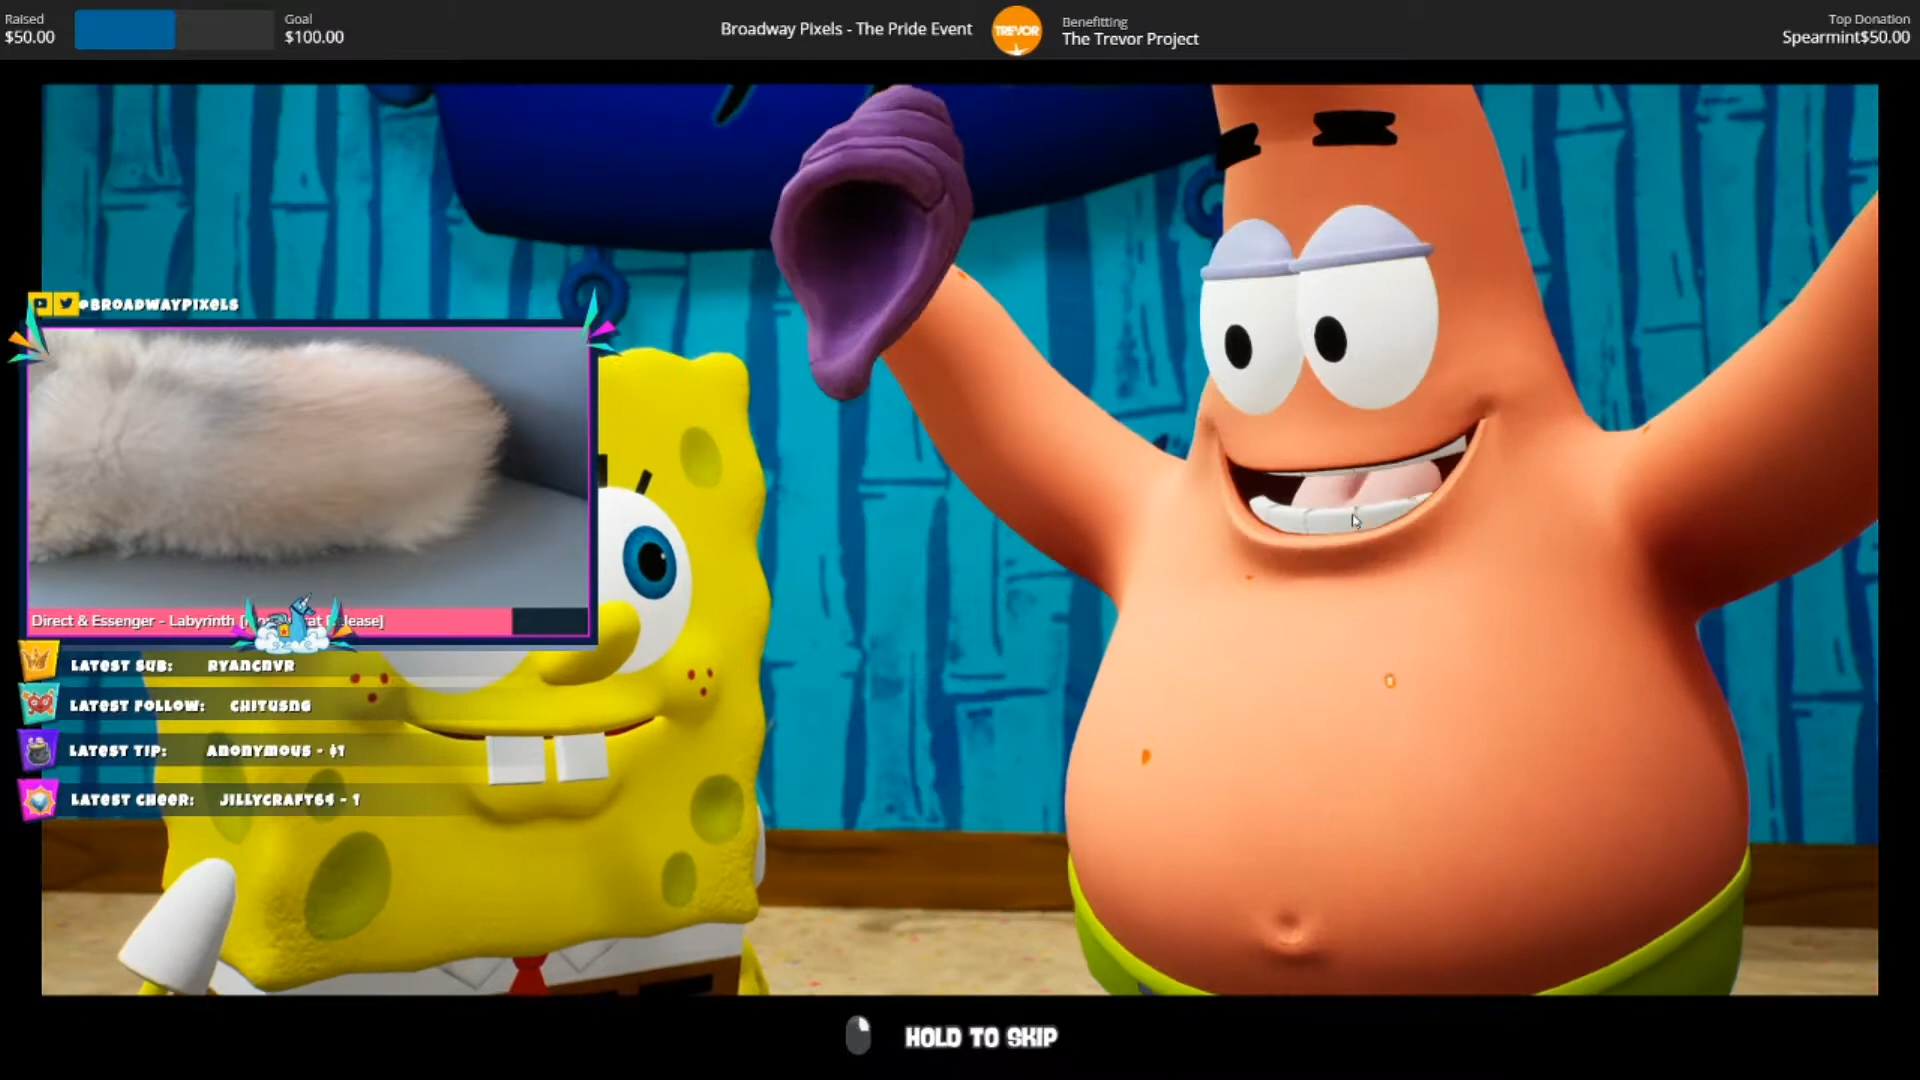 Raised
$50.00
Goal
$100.00
Broadway Pixels - The Pride Event
TREVOR
Benefitting
The Trevor Project
Top Donation
Spearmint$50.00
@BROADWAYPIXELS
Direct & Essenger - Labyrinth
LATEST SUB: RYANCNVR
LATEST FOLLOW: CHITUSNG
LATEST TIP: ANONYMOUS - $1
LATEST CHEER: JILLYCRAFT64 - 1
HOLD TO SKIP